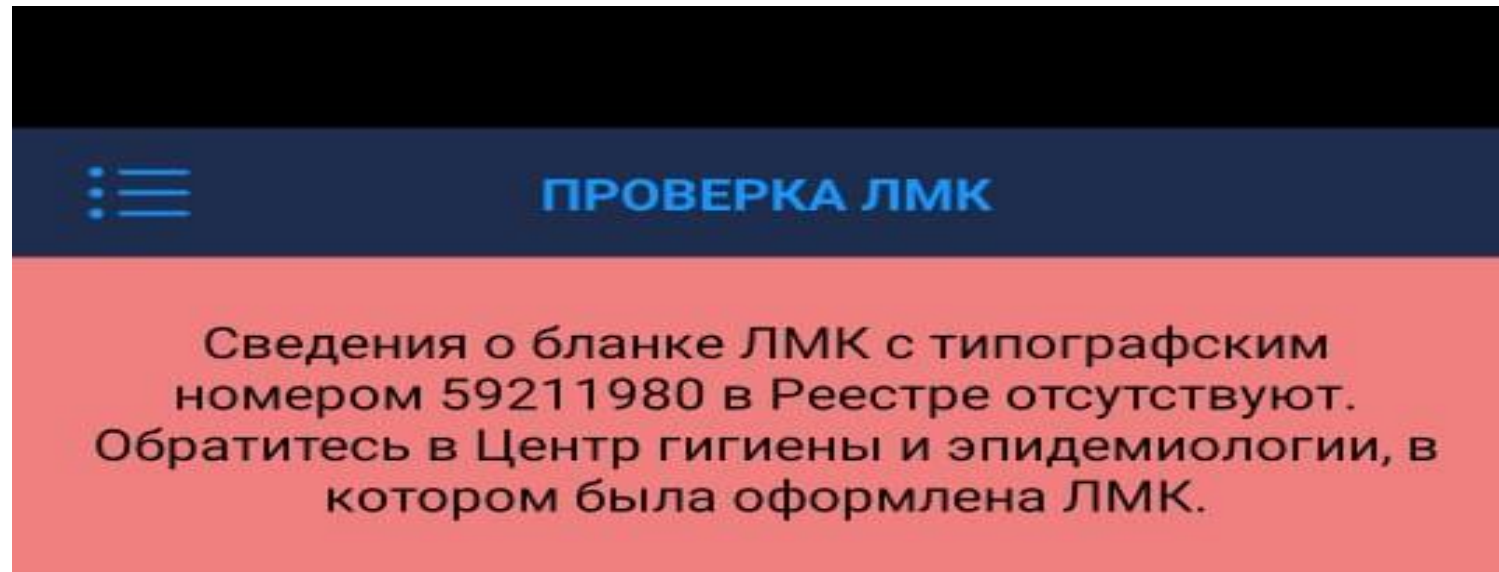 ПРОВЕРКА ЛМК
Сведения о бланке ЛМК с типографским
номером 59211980 в Реестре отсутствуют.
Обратитесь в Центр гигиены и эпидемиологии, в
котором была оформлена ЛМК.